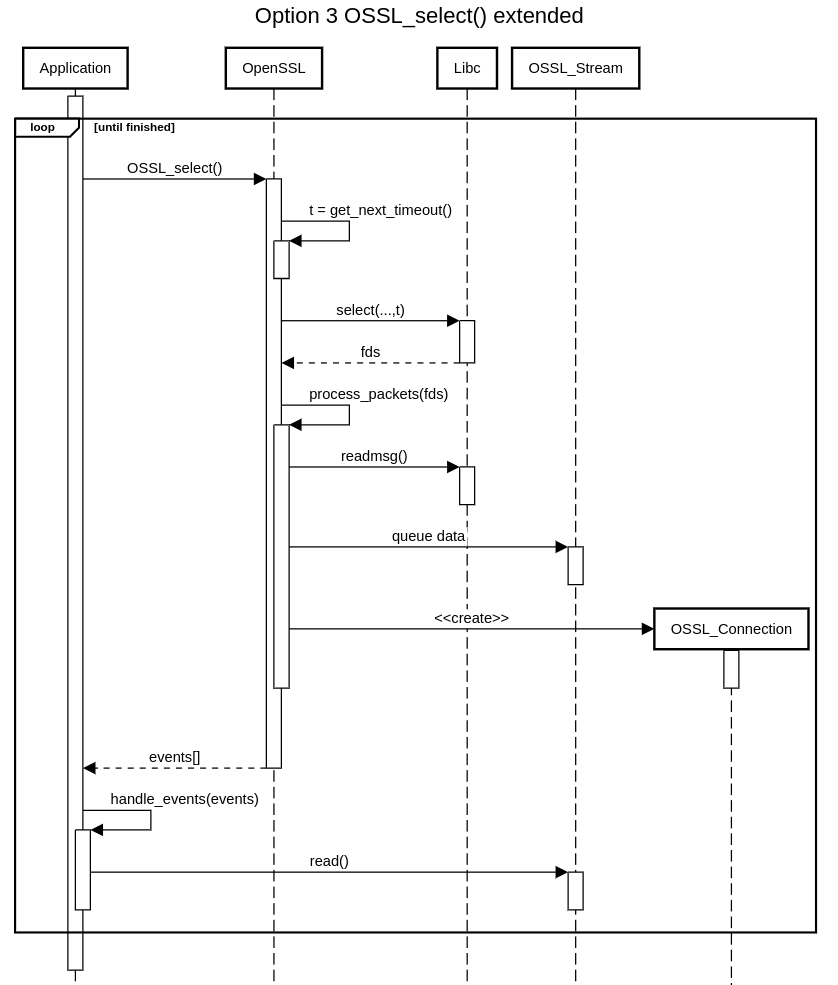 Option 3 OSSL_select() extended
Application
OpenSSL
Libc
OSSL_Stream
loop
[until finished]
OSSL_select()
t = get_next_timeout()
select(...,t)
fds
process_packets(fds)
readmsg()
queue data
<<create>>
OSSL_Connection
events[]
handle_events(events)
read()